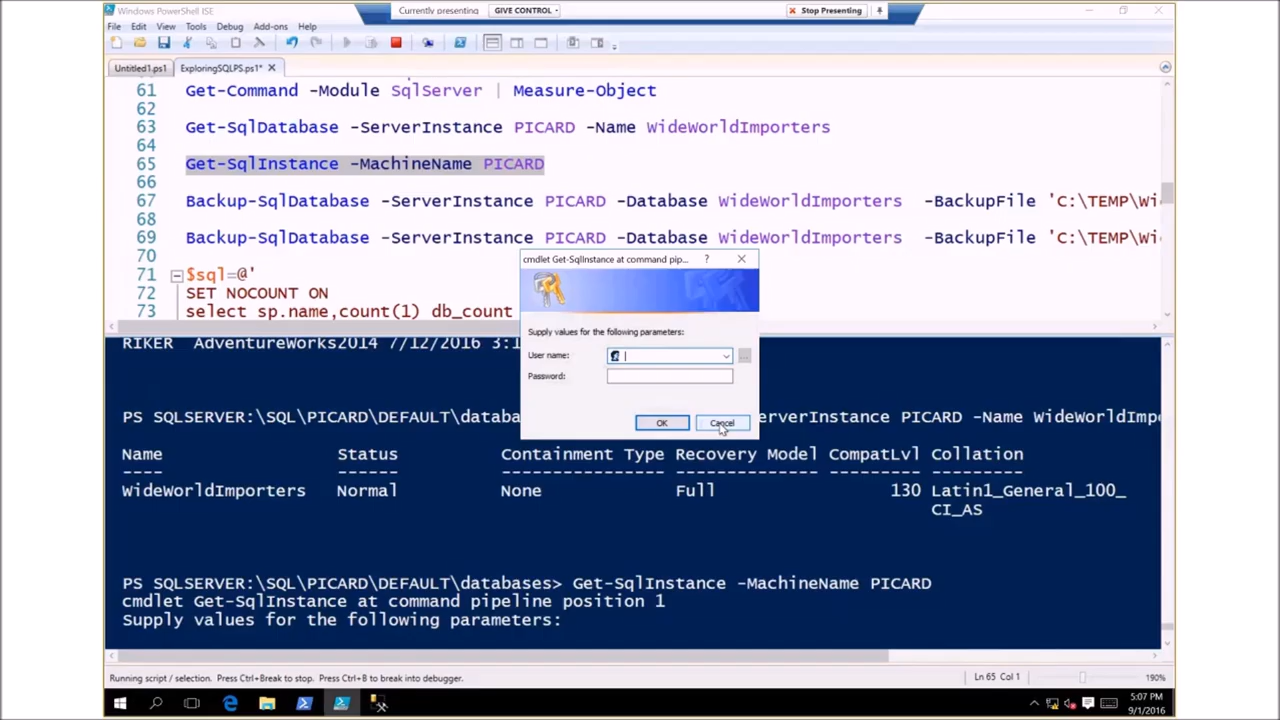 Windows PowerShell ISE
Currently presenting GIVE CONTROL Stop Presenting
File Edit View Tools Debug Add-ons Help
Untitled1.ps1 ExploringSQLPS.ps1*
61 Get-Command -Module SqlServer | Measure-Object
62
63 Get-SqlDatabase -ServerInstance PICARD -Name WideWorldImporters
64
65 Get-SqlInstance -MachineName PICARD
66
67 Backup-SqlDatabase -ServerInstance PICARD -Database WideWorldImporters -BackupFile 'C:\TEMP\Wi
68
69 Backup-SqlDatabase -ServerInstance PICARD -Database WideWorldImporters -BackupFile 'C:\TEMP\Wi
70
71 $sql=@'
72 SET NOCOUNT ON
73 select sp.name,count(1) db_count
cmdlet Get-SqlInstance at command pip... ?
Supply values for the following parameters:
User name:
Password:
OK Cancel
RIKER AdventureWorks2014 7/12/2016 3:1
PS SQLSERVER:\SQL\PICARD\DEFAULT\databas erverInstance PICARD -Name WideWorldImpo
Name Status Containment Type Recovery Model CompatLvl Collation
---- ------ ---------------- -------------- --------- ---------
WideWorldImporters Normal None Full 130 Latin1_General_100_
CI_AS
PS SQLSERVER:\SQL\PICARD\DEFAULT\databases> Get-SqlInstance -MachineName PICARD
cmdlet Get-SqlInstance at command pipeline position 1
Supply values for the following parameters:
Running script / selection. Press Ctrl+Break to stop. Press Ctrl+B to break into debugger. Ln 65 Col 1 190%
5:07 PM
9/1/2016